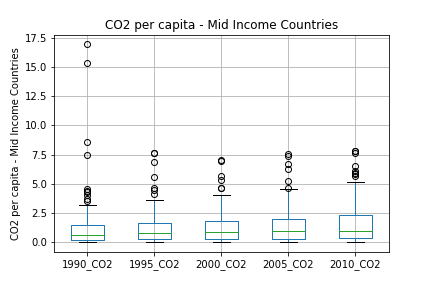 CO2 per capita - Mid Income Countries
CO2 per capita - Mid Income Countries
17.5
15.0
12.5
10.0
7.5
5.0
2.5
0.0
1990_CO2 1995_CO2 2000_CO2 2005_CO2 2010_CO2